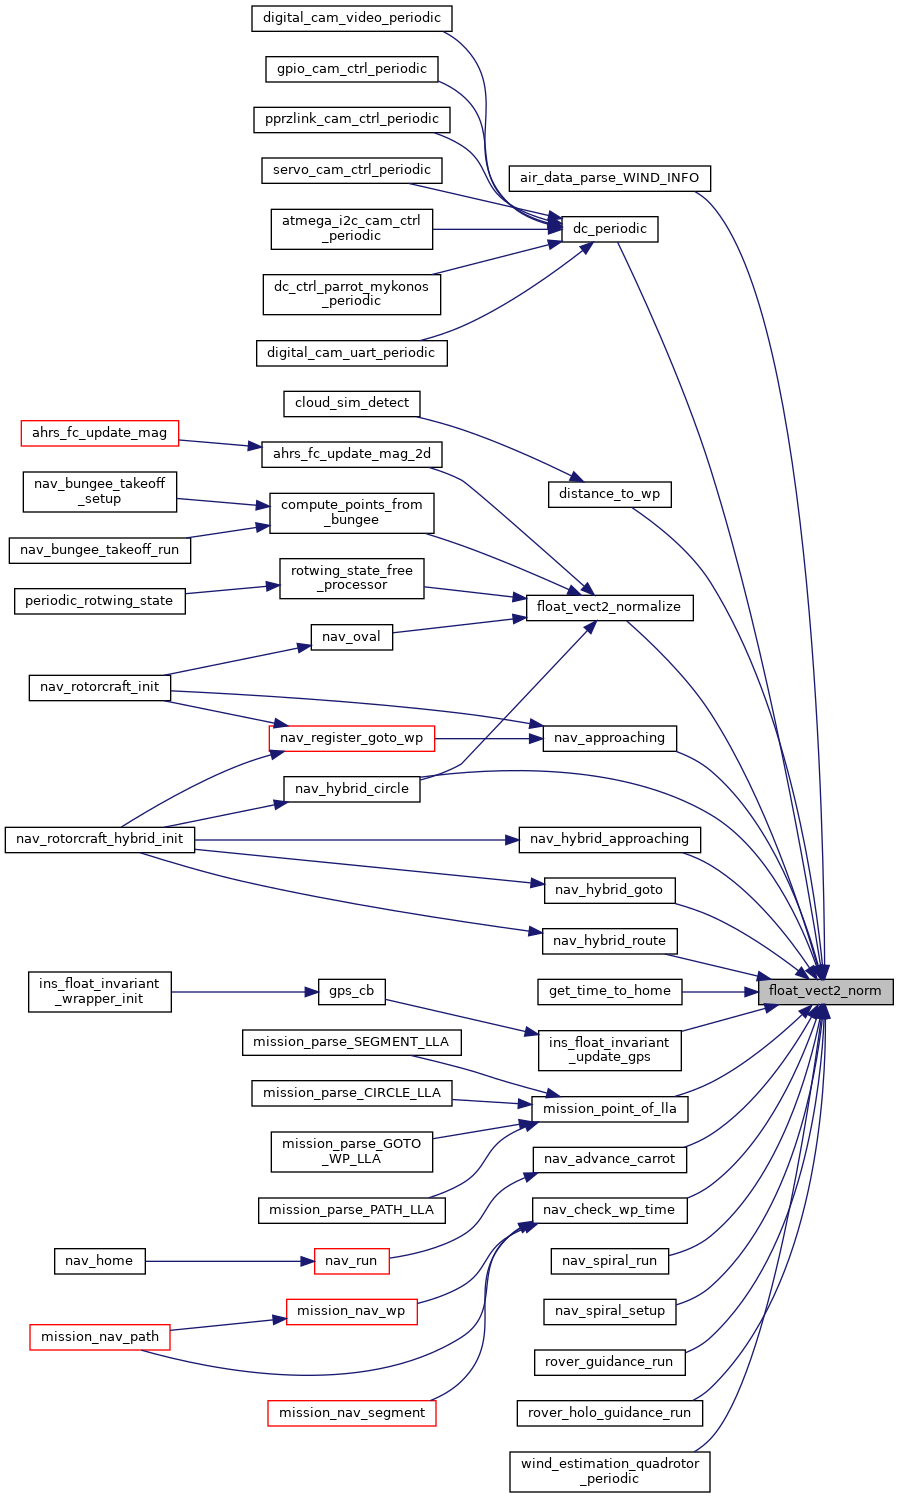 digital_cam_video_periodic
gpio_cam_ctrl_periodic
pprzlink_cam_ctrl_periodic
servo_cam_ctrl_periodic
air_data_parse_WIND_INFO
atmega_i2c_cam_ctrl
_periodic
dc_periodic
dc_ctrl_parrot_mykonos
_periodic
digital_cam_uart_periodic
cloud_sim_detect
ahrs_fc_update_mag
ahrs_fc_update_mag_2d
nav_bungee_takeoff
_setup
distance_to_wp
compute_points_from
_bungee
nav_bungee_takeoff_run
rotwing_state_free
_processor
periodic_rotwing_state
float_vect2_normalize
nav_oval
nav_rotorcraft_init
nav_register_goto_wp
nav_approaching
nav_hybrid_circle
nav_rotorcraft_hybrid_init
nav_hybrid_approaching
nav_hybrid_goto
nav_hybrid_route
ins_float_invariant
_wrapper_init
gps_cb
get_time_to_home
float_vect2_norm
mission_parse_SEGMENT_LLA
ins_float_invariant
_update_gps
mission_parse_CIRCLE_LLA
mission_point_of_lla
mission_parse_GOTO
_WP_LLA
nav_advance_carrot
mission_parse_PATH_LLA
nav_check_wp_time
nav_home
nav_run
nav_spiral_run
mission_nav_wp
nav_spiral_setup
mission_nav_path
rover_guidance_run
mission_nav_segment
rover_holo_guidance_run
wind_estimation_quadrotor
_periodic